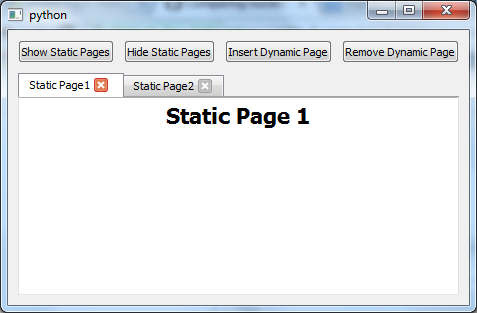 python
Show Static Pages Hide Static Pages Insert Dynamic Page Remove Dynamic Page
Static Page1 Static Page2
Static Page 1